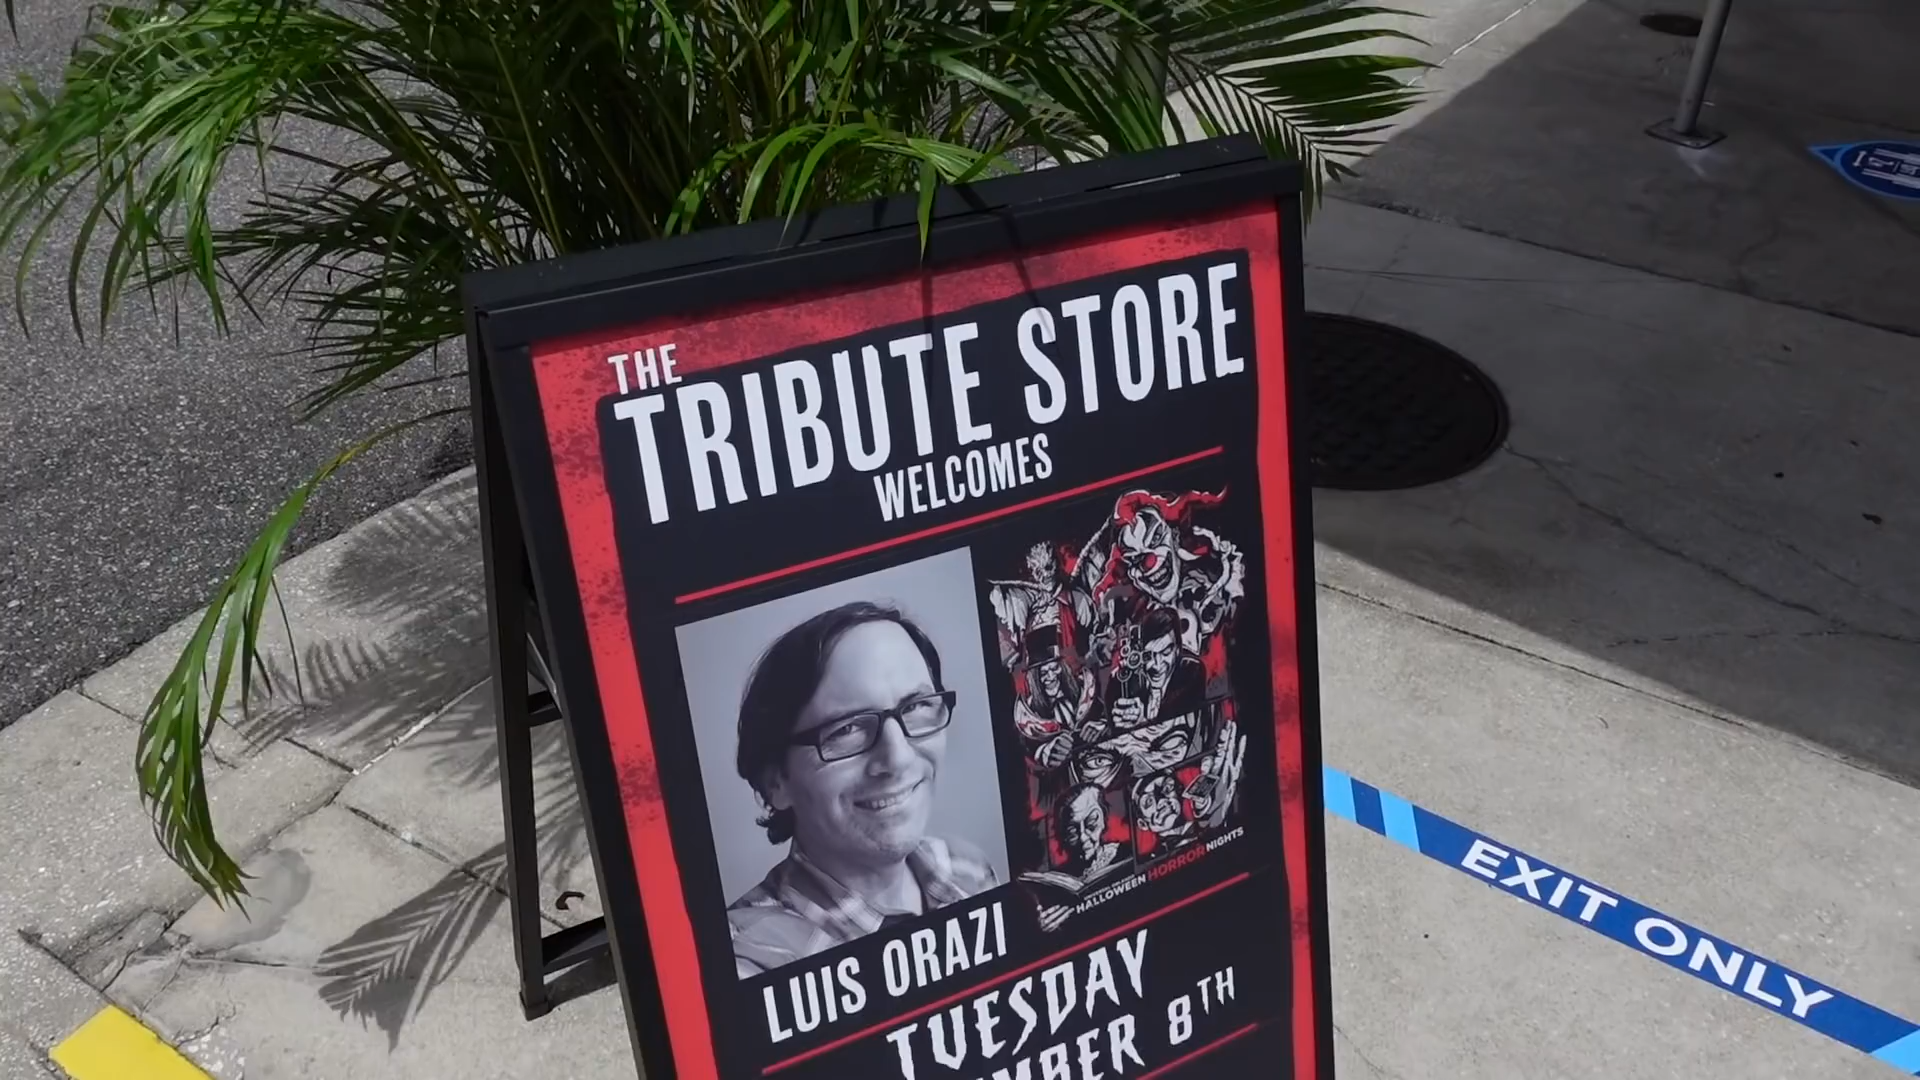 THE
TRIBUTE STORE
WELCOMES
HALLOWEEN HORROR NIGHTS
LUIS ORAZI
TUESDAY
8TH
EXIT ONLY